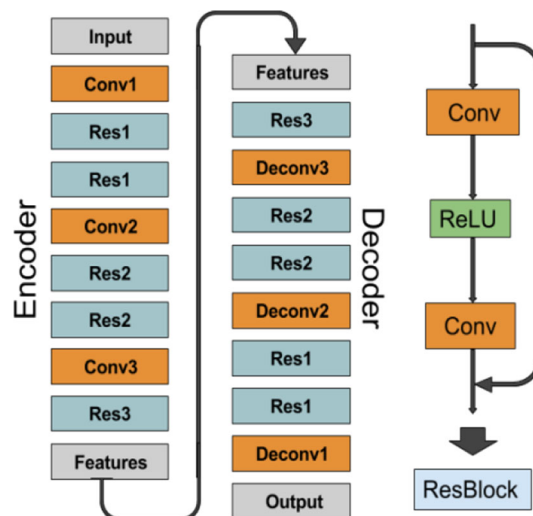 Encoder
Input
Conv1
Res1
Res1
Conv2
Res2
Res2
Conv3
Res3
Features
Features
Res3
Deconv3
Res2
Res2
Deconv2
Res1
Res1
Deconv1
Output
Decoder
Conv
ReLU
Conv
ResBlock